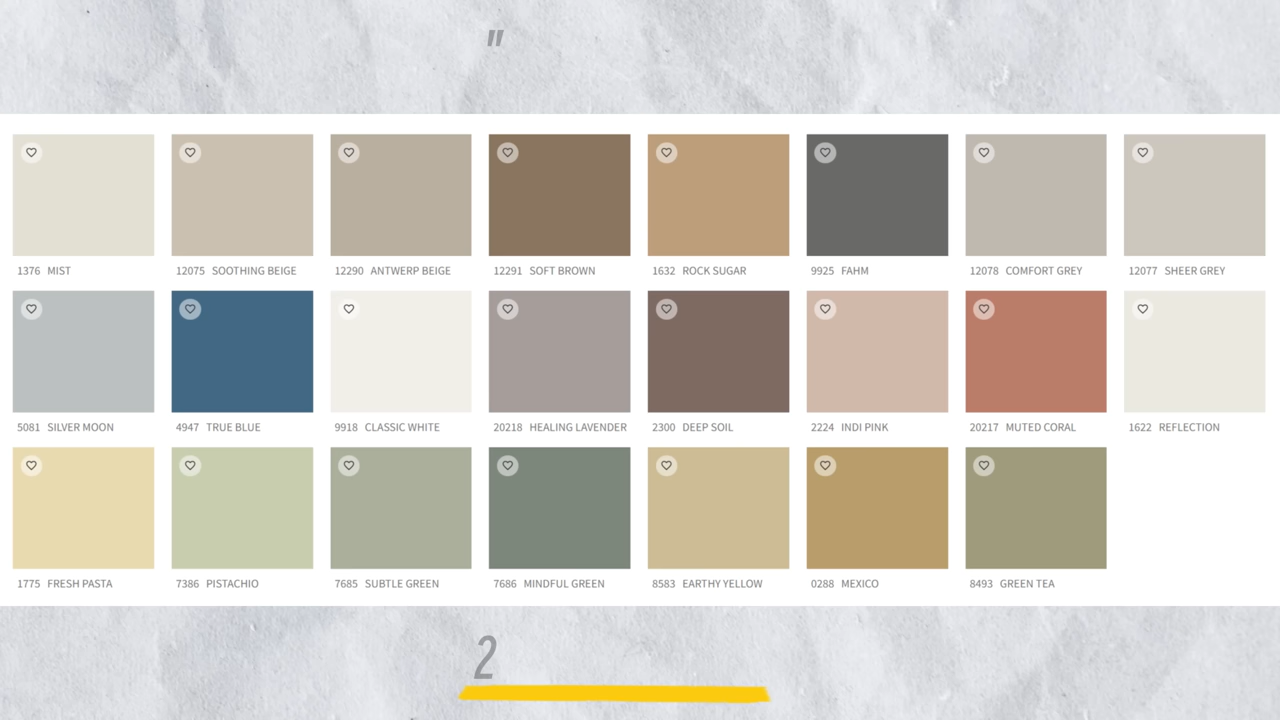 "
1376 MIST
12075 SOOTHING BEIGE
12290 ANTWERP BEIGE
12291 SOFT BROWN
1632 ROCK SUGAR
9925 FAHM
12078 COMFORT GREY
12077 SHEER GREY
5081 SILVER MOON
4947 TRUE BLUE
9918 CLASSIC WHITE
20218 HEALING LAVENDER
2300 DEEP SOIL
2224 INDI PINK
20217 MUTED CORAL
1622 REFLECTION
1775 FRESH PASTA
7386 PISTACHIO
7685 SUBTLE GREEN
7686 MINDFUL GREEN
8583 EARTHY YELLOW
0288 MEXICO
8493 GREEN TEA
2